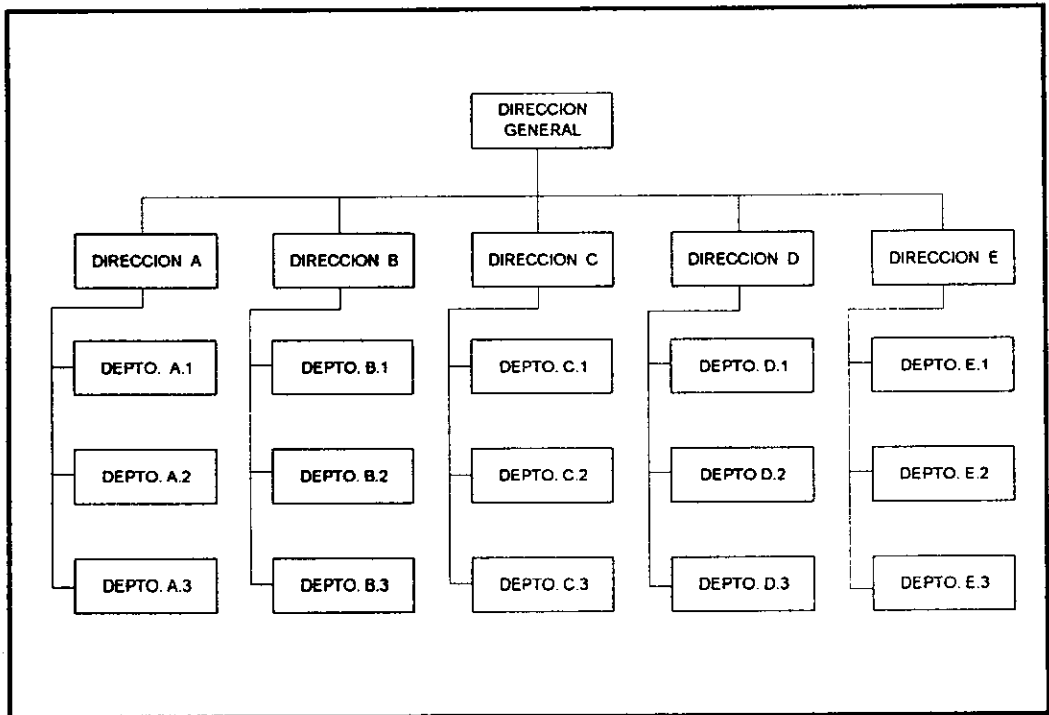 DIRECCION
GENERAL
DIRECCION A
DIRECCION B
DIRECCION C
DIRECCION D
DIRECCION E
DEPTO. A.1
DEPTO. B.1
DEPTO. C.1
DEPTO. D.1
DEPTO. E.1
DEPTO. A.2
DEPTO. B.2
DEPTO. C.2
DEPTO D.2
DEPTO. E.2
DEPTO. A.3
DEPTO. B.3
DEPTO. C.3
DEPTO. D.3
DEPTO. E.3